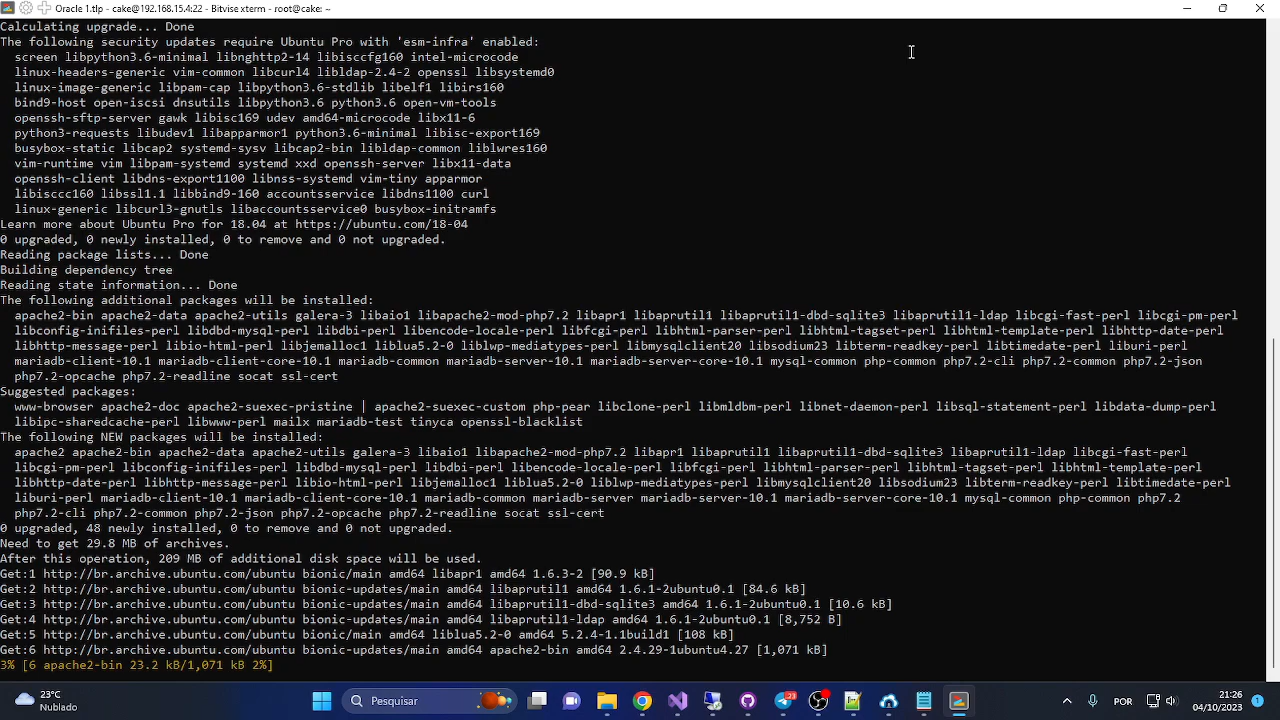 Oracle 1.tlp - cake@192.168.15.4:22 - Bitvise xterm - root@cake: ~
Calculating upgrade... Done
The following security updates require Ubuntu Pro with 'esm-infra' enabled:
screen libpython3.6-minimal libnghttp2-14 libisccfg160 intel-microcode
linux-headers-generic vim-common libcurl4 libldap-2.4-2 openssl libsystemd0
linux-image-generic libpam-cap libpython3.6-stdlib libelf1 libirs160
bind9-host open-iscsi dnsutils libpython3.6 python3.6 open-vm-tools
openssh-sftp-server gawk libisc169 udev amd64-microcode libx11-6
python3-requests libudev1 libapparmor1 python3.6-minimal libisc-export169
busybox-static libcap2 systemd-sysv libcap2-bin libldap-common liblwres160
vim-runtime vim libpam-systemd systemd xxd openssh-server libx11-data
openssh-client libdns-export1100 libnss-systemd vim-tiny apparmor
libisccc160 libssl1.1 libbind9-160 accountsservice libdns1100 curl
linux-generic libcurl3-gnutls libaccountsservice0 busybox-initramfs
Learn more about Ubuntu Pro for 18.04 at https://ubuntu.com/18-04
0 upgraded, 0 newly installed, 0 to remove and 0 not upgraded.
Reading package lists... Done
Building dependency tree
Reading state information... Done
The following additional packages will be installed:
apache2-bin apache2-data apache2-utils galera-3 libaio1 libapache2-mod-php7.2 libapr1 libaprutil1 libaprutil1-dbd-sqlite3 libaprutil1-ldap libcgi-fast-perl libcgi-pm-perl
libconfig-inifiles-perl libdbd-mysql-perl libdbi-perl libencode-locale-perl libfcgi-perl libhtml-parser-perl libhtml-tagset-perl libhtml-template-perl libhttp-date-perl
libhttp-message-perl libio-html-perl libjemalloc1 liblua5.2-0 liblwp-mediatypes-perl libmysqlclient20 libsodium23 libterm-readkey-perl libtimedate-perl liburi-perl
mariadb-client-10.1 mariadb-client-core-10.1 mariadb-common mariadb-server-10.1 mariadb-server-core-10.1 mysql-common php-common php7.2-cli php7.2-common php7.2-json
php7.2-opcache php7.2-readline socat ssl-cert
Suggested packages:
www-browser apache2-doc apache2-suexec-pristine | apache2-suexec-custom php-pear libclone-perl libmldbm-perl libnet-daemon-perl libsql-statement-perl libdata-dump-perl
libipc-sharedcache-perl libwww-perl mailx mariadb-test tinyca openssl-blacklist
The following NEW packages will be installed:
apache2 apache2-bin apache2-data apache2-utils galera-3 libaio1 libapache2-mod-php7.2 libapr1 libaprutil1 libaprutil1-dbd-sqlite3 libaprutil1-ldap libcgi-fast-perl
libcgi-pm-perl libconfig-inifiles-perl libdbd-mysql-perl libdbi-perl libencode-locale-perl libfcgi-perl libhtml-parser-perl libhtml-tagset-perl libhtml-template-perl
libhttp-date-perl libhttp-message-perl libio-html-perl libjemalloc1 liblua5.2-0 liblwp-mediatypes-perl libmysqlclient20 libsodium23 libterm-readkey-perl libtimedate-perl
liburi-perl mariadb-client-10.1 mariadb-client-core-10.1 mariadb-common mariadb-server mariadb-server-10.1 mariadb-server-core-10.1 mysql-common php-common php7.2
php7.2-cli php7.2-common php7.2-json php7.2-opcache php7.2-readline socat ssl-cert
0 upgraded, 48 newly installed, 0 to remove and 0 not upgraded.
Need to get 29.8 MB of archives.
After this operation, 209 MB of additional disk space will be used.
Get:1 http://br.archive.ubuntu.com/ubuntu bionic/main amd64 libapr1 amd64 1.6.3-2 [90.9 kB]
Get:2 http://br.archive.ubuntu.com/ubuntu bionic-updates/main amd64 libaprutil1 amd64 1.6.1-2ubuntu0.1 [84.6 kB]
Get:3 http://br.archive.ubuntu.com/ubuntu bionic-updates/main amd64 libaprutil1-dbd-sqlite3 amd64 1.6.1-2ubuntu0.1 [10.6 kB]
Get:4 http://br.archive.ubuntu.com/ubuntu bionic-updates/main amd64 libaprutil1-ldap amd64 1.6.1-2ubuntu0.1 [8,752 B]
Get:5 http://br.archive.ubuntu.com/ubuntu bionic/main amd64 liblua5.2-0 amd64 5.2.4-1.1build1 [108 kB]
Get:6 http://br.archive.ubuntu.com/ubuntu bionic-updates/main amd64 apache2-bin amd64 2.4.29-1ubuntu4.27 [1,071 kB]
3% [6 apache2-bin 23.2 kB/1,071 kB 2%]
23°C
Nublado
Pesquisar
23
POR
21:26
04/10/2023
1